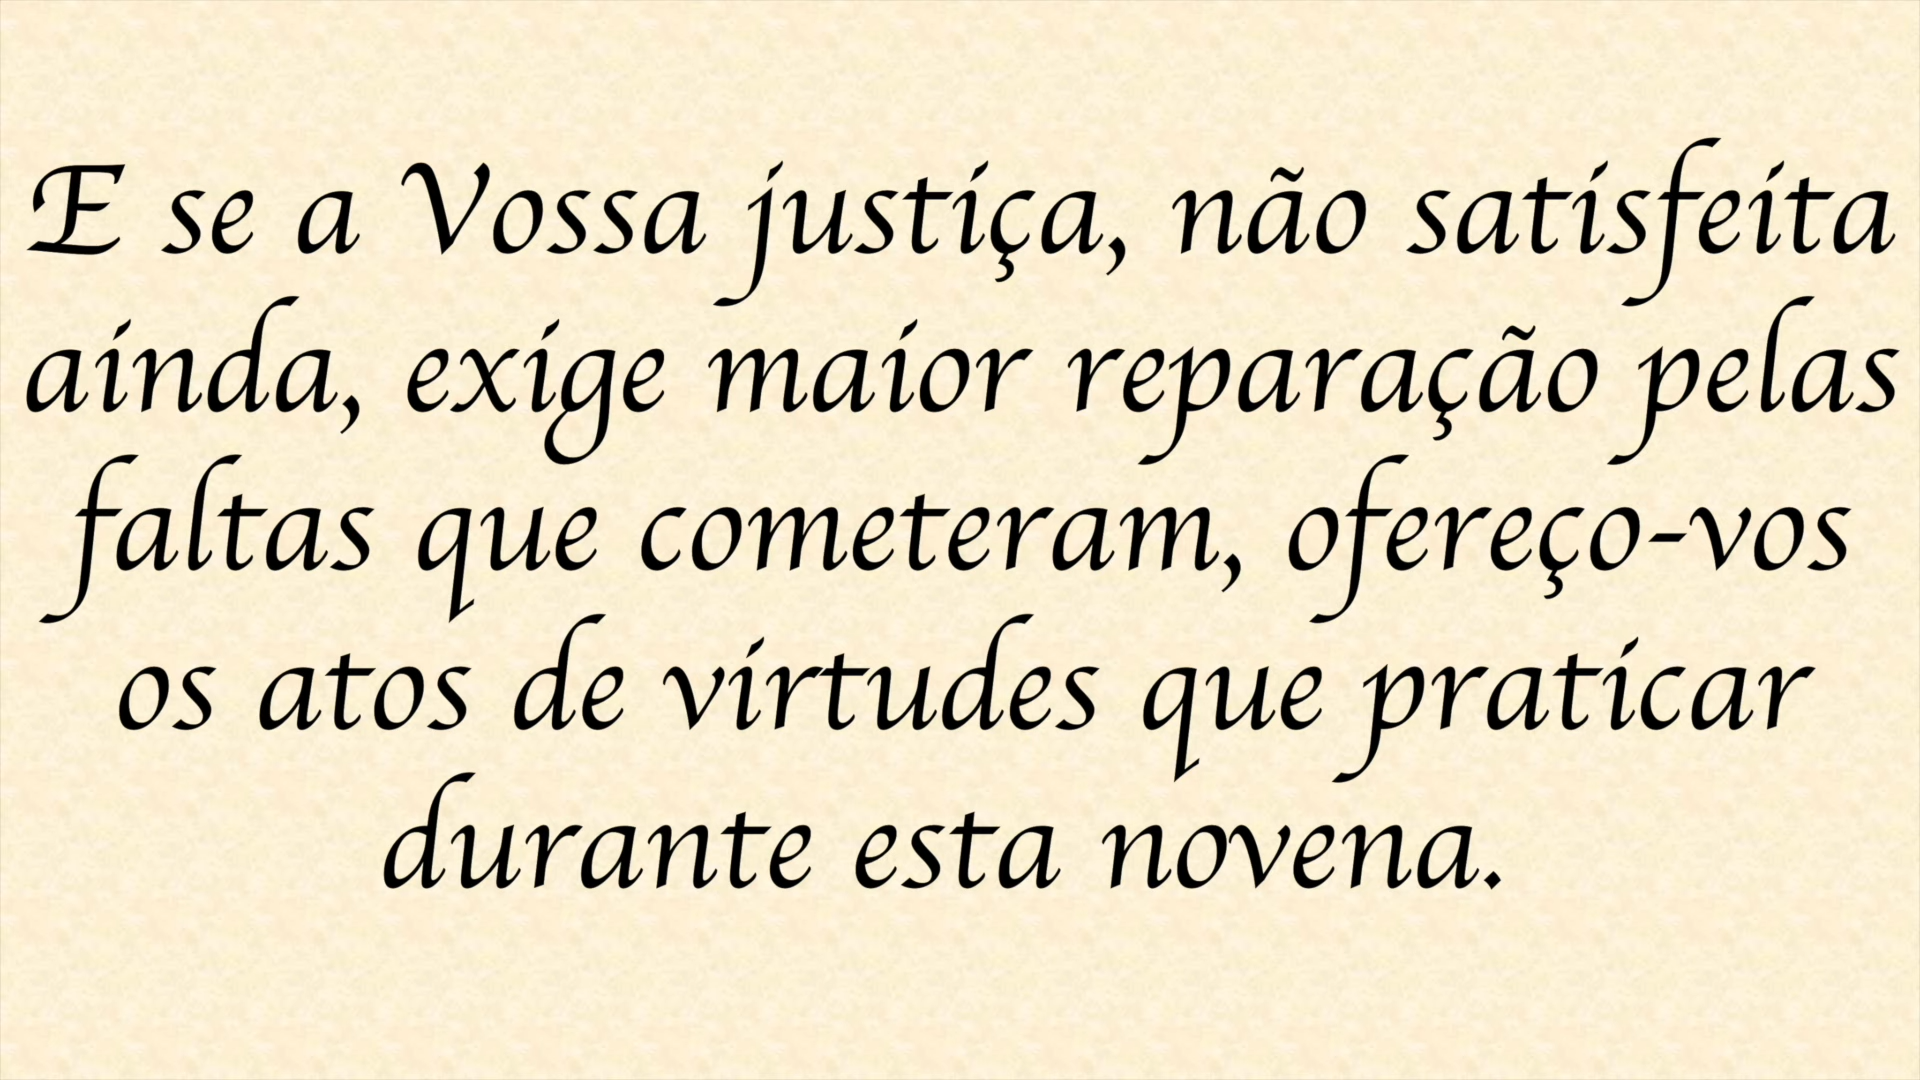 E se a Vossa justiça, não satisfeita
ainda, exige maior reparação pelas
faltas que cometeram, ofereço-vos
os atos de virtudes que praticar
durante esta novena.